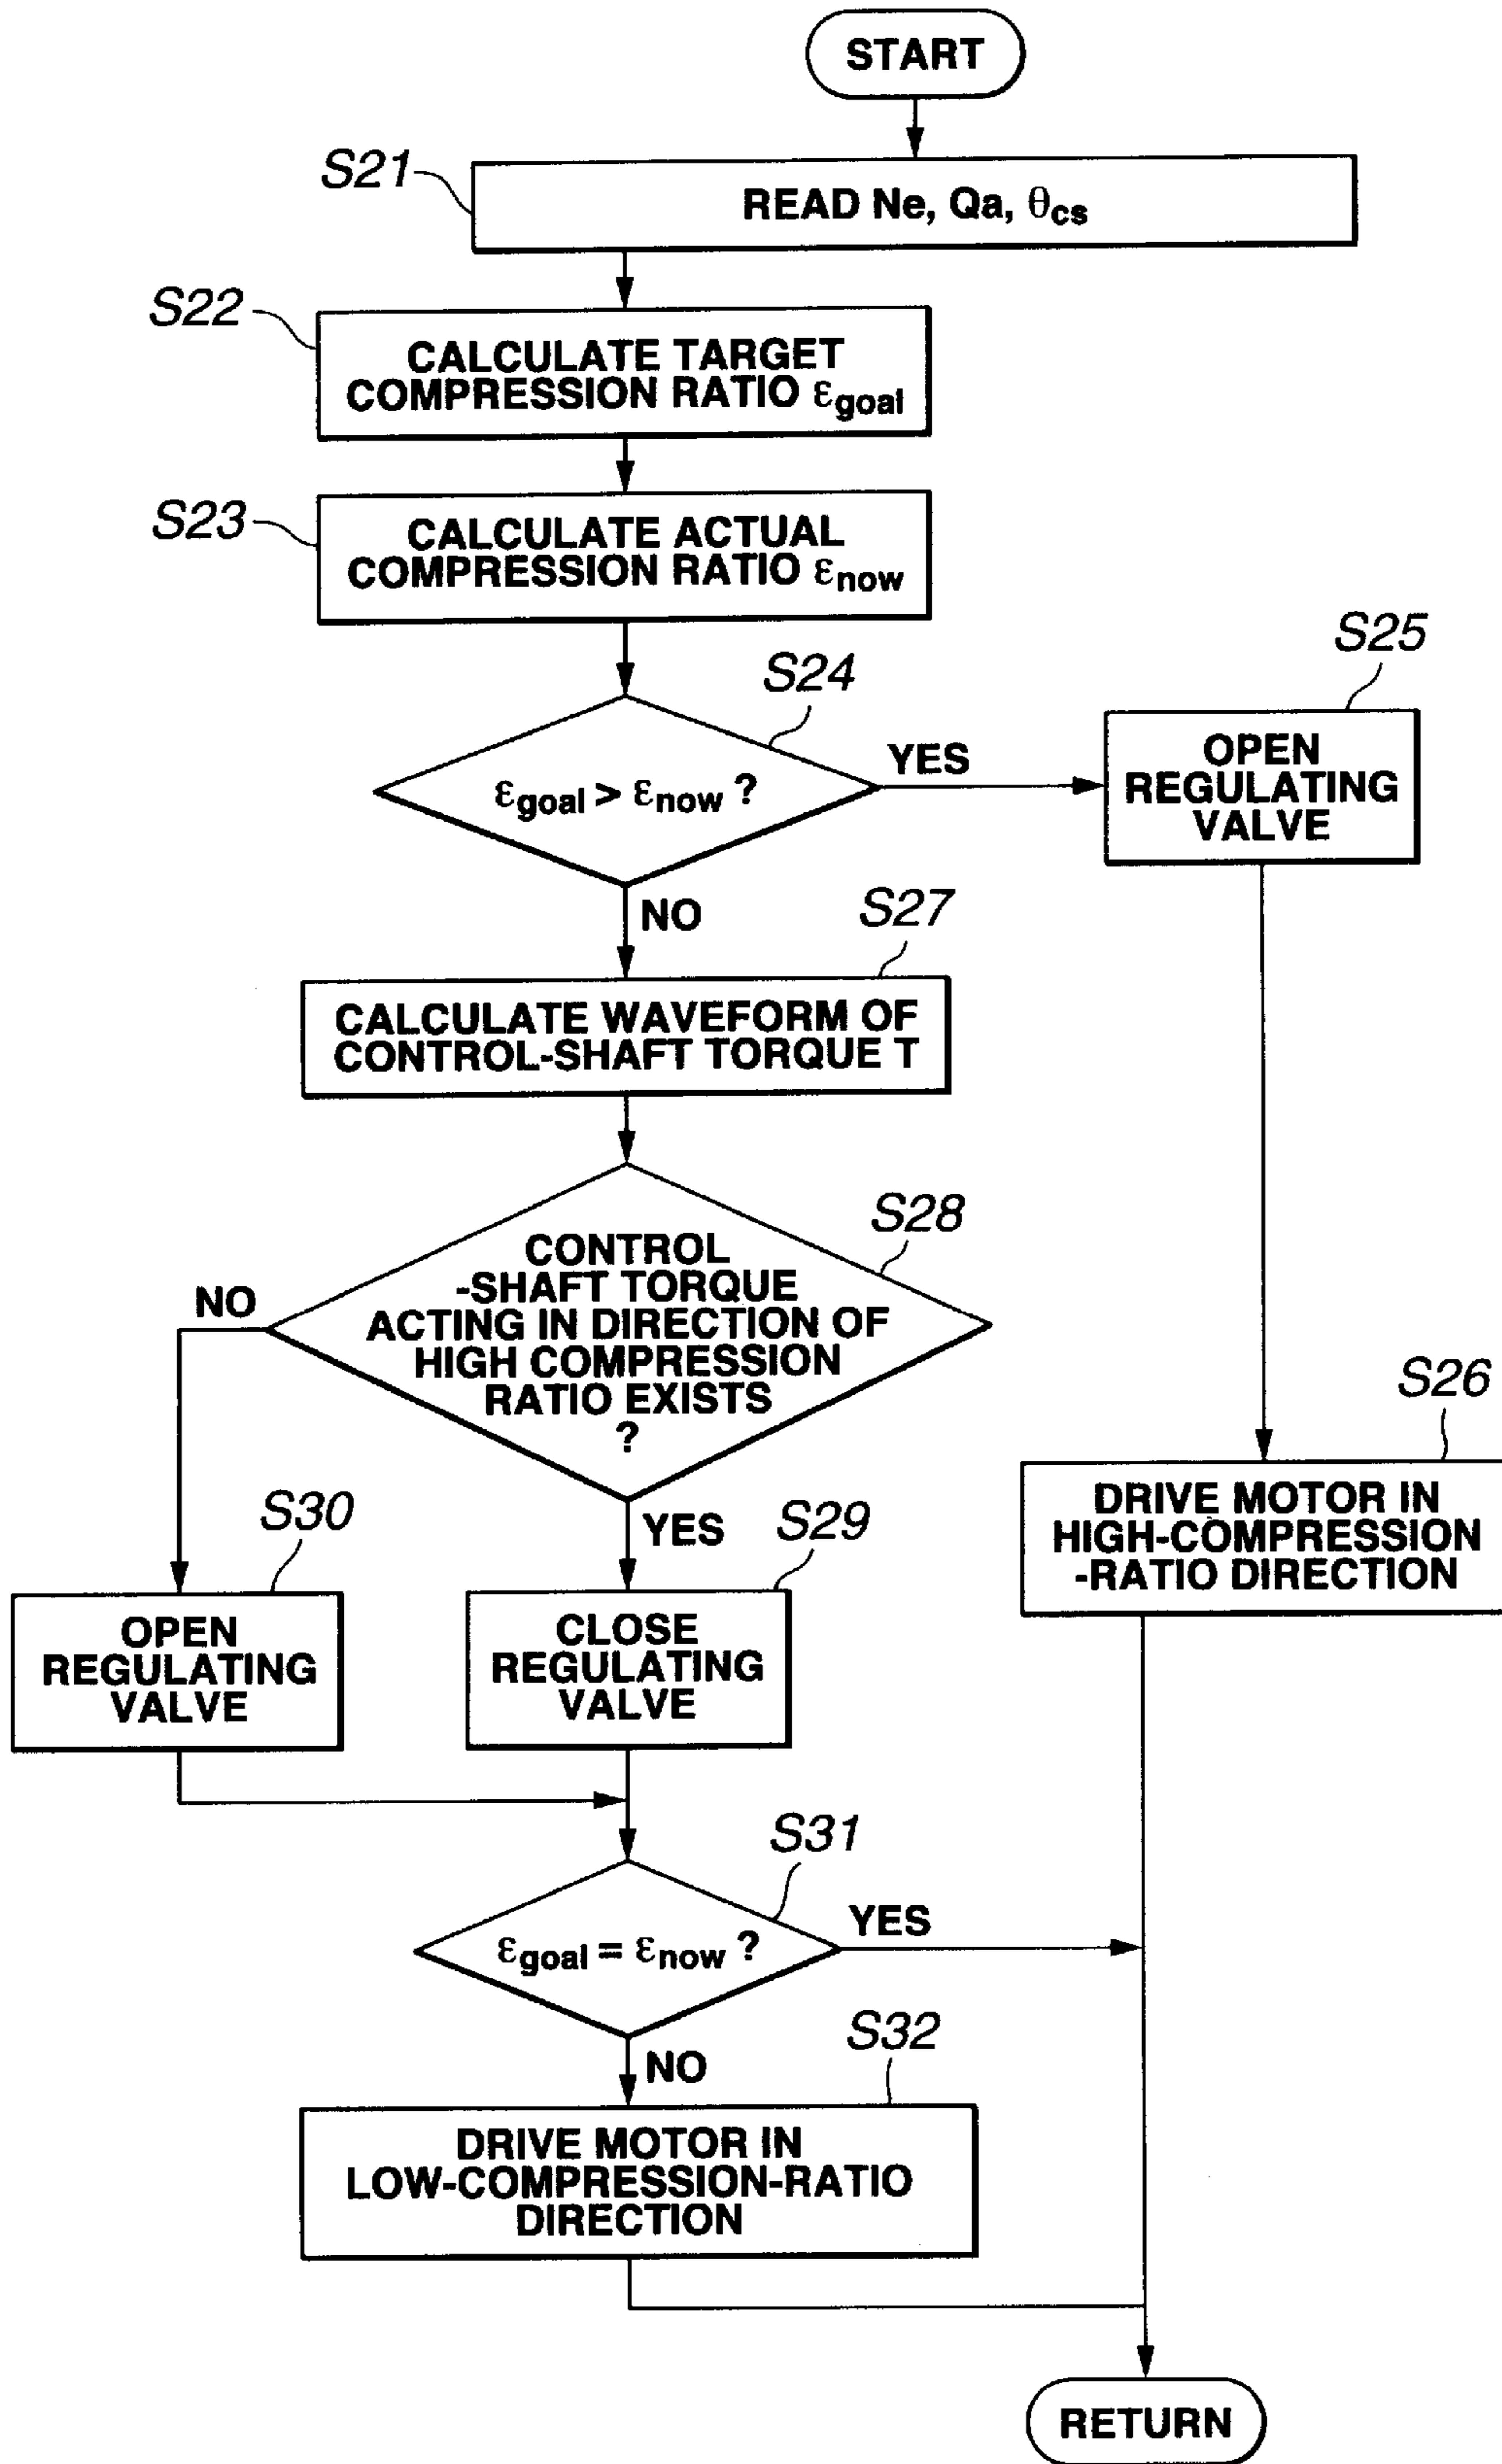 START
S21
READ Ne, Qa, θcs
S22
CALCULATE TARGET
COMPRESSION RATIO εgoal
S23
CALCULATE ACTUAL
COMPRESSION RATIO εnow
S24
εgoal > εnow ?
YES
S25
OPEN
REGULATING
VALVE
NO
S27
CALCULATE WAVEFORM OF
CONTROL-SHAFT TORQUE T
S28
CONTROL
-SHAFT TORQUE
ACTING IN DIRECTION OF
HIGH COMPRESSION
RATIO EXISTS
?
NO
S26
DRIVE MOTOR IN
HIGH-COMPRESSION
-RATIO DIRECTION
YES
S30
OPEN
REGULATING
VALVE
S29
CLOSE
REGULATING
VALVE
S31
εgoal = εnow ?
YES
NO
S32
DRIVE MOTOR IN
LOW-COMPRESSION-RATIO
DIRECTION
RETURN